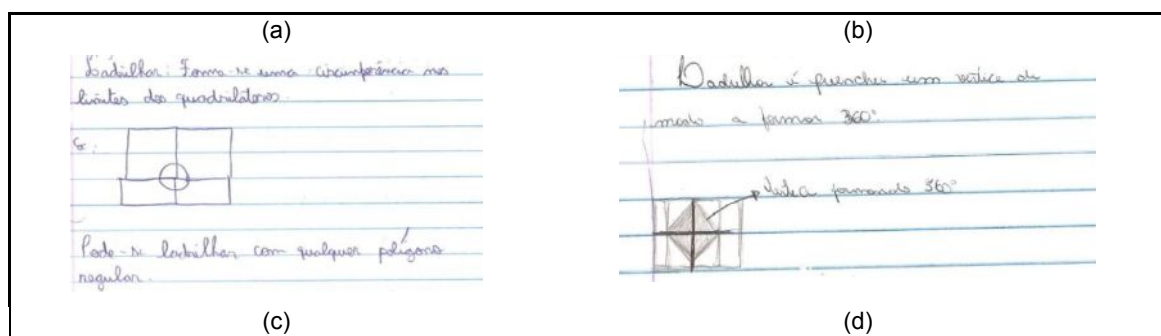 (a)
(b)
Ladrilhar: Forma-se uma circunferência nos
limites dos quadriláteros.
Ex:
Pode-se ladrilhar com qualquer polígono
regular.
Ladrilhar é preencher um vértice de
modo a formar 360°
formando 360°
(c)
(d)